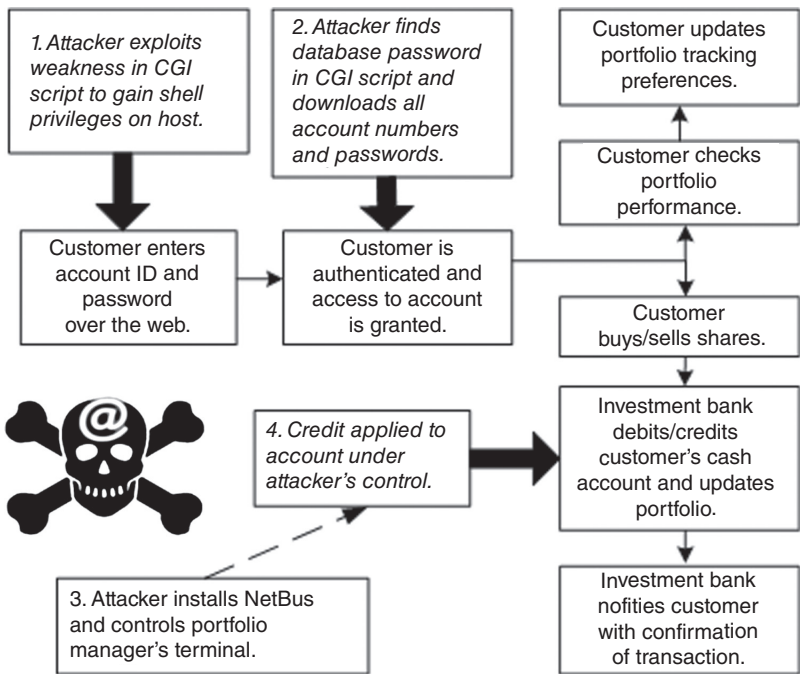 1. Attacker exploits
weakness in CGI
script to gain shell
privileges on host.
2. Attacker finds
database password
in CGI script and
downloads all
account numbers
and passwords.
Customer updates
portfolio tracking
preferences.
Customer checks
portfolio
performance.
Customer enters
account ID and
password
over the web.
Customer is
authenticated and
access to account
is granted.
Customer
buys/sells shares.
@
4. Credit applied to
account under
attacker’s control.
Investment bank
debits/credits
customer’s cash
account and updates
portfolio.
3. Attacker installs NetBus
and controls portfolio
manager’s terminal.
Investment bank
nofities customer
with confirmation
of transaction.